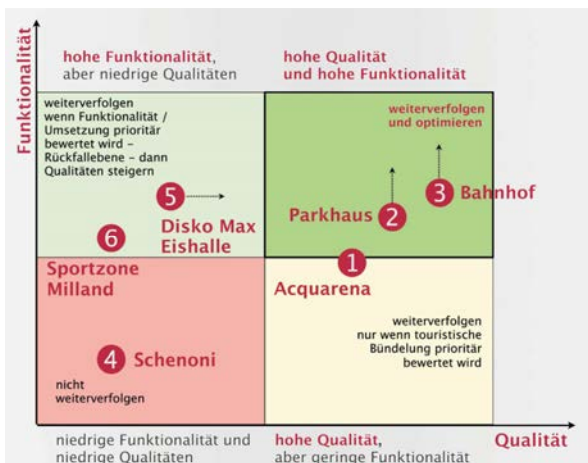 Funktionalität
hohe Funktionalität,
aber niedrige Qualitäten
hohe Qualität
und hohe Funktionalität
weiterverfolgen
wenn Funktionalität /
Umsetzung prioritär
bewertet wird –
Rückfallebene – dann
Qualitäten steigern
weiterverfolgen
und optimieren
5
Disko Max
Eishalle
3 Bahnhof
Parkhaus 2
6
Sportzone
Milland
1
Acquarena
weiterverfolgen
nur wenn touristische
Bündelung prioritär
bewertet wird
4 Schenoni
nicht
weiterverfolgen
niedrige Funktionalität und
niedrige Qualitäten
hohe Qualität,
aber geringe Funktionalität
Qualität